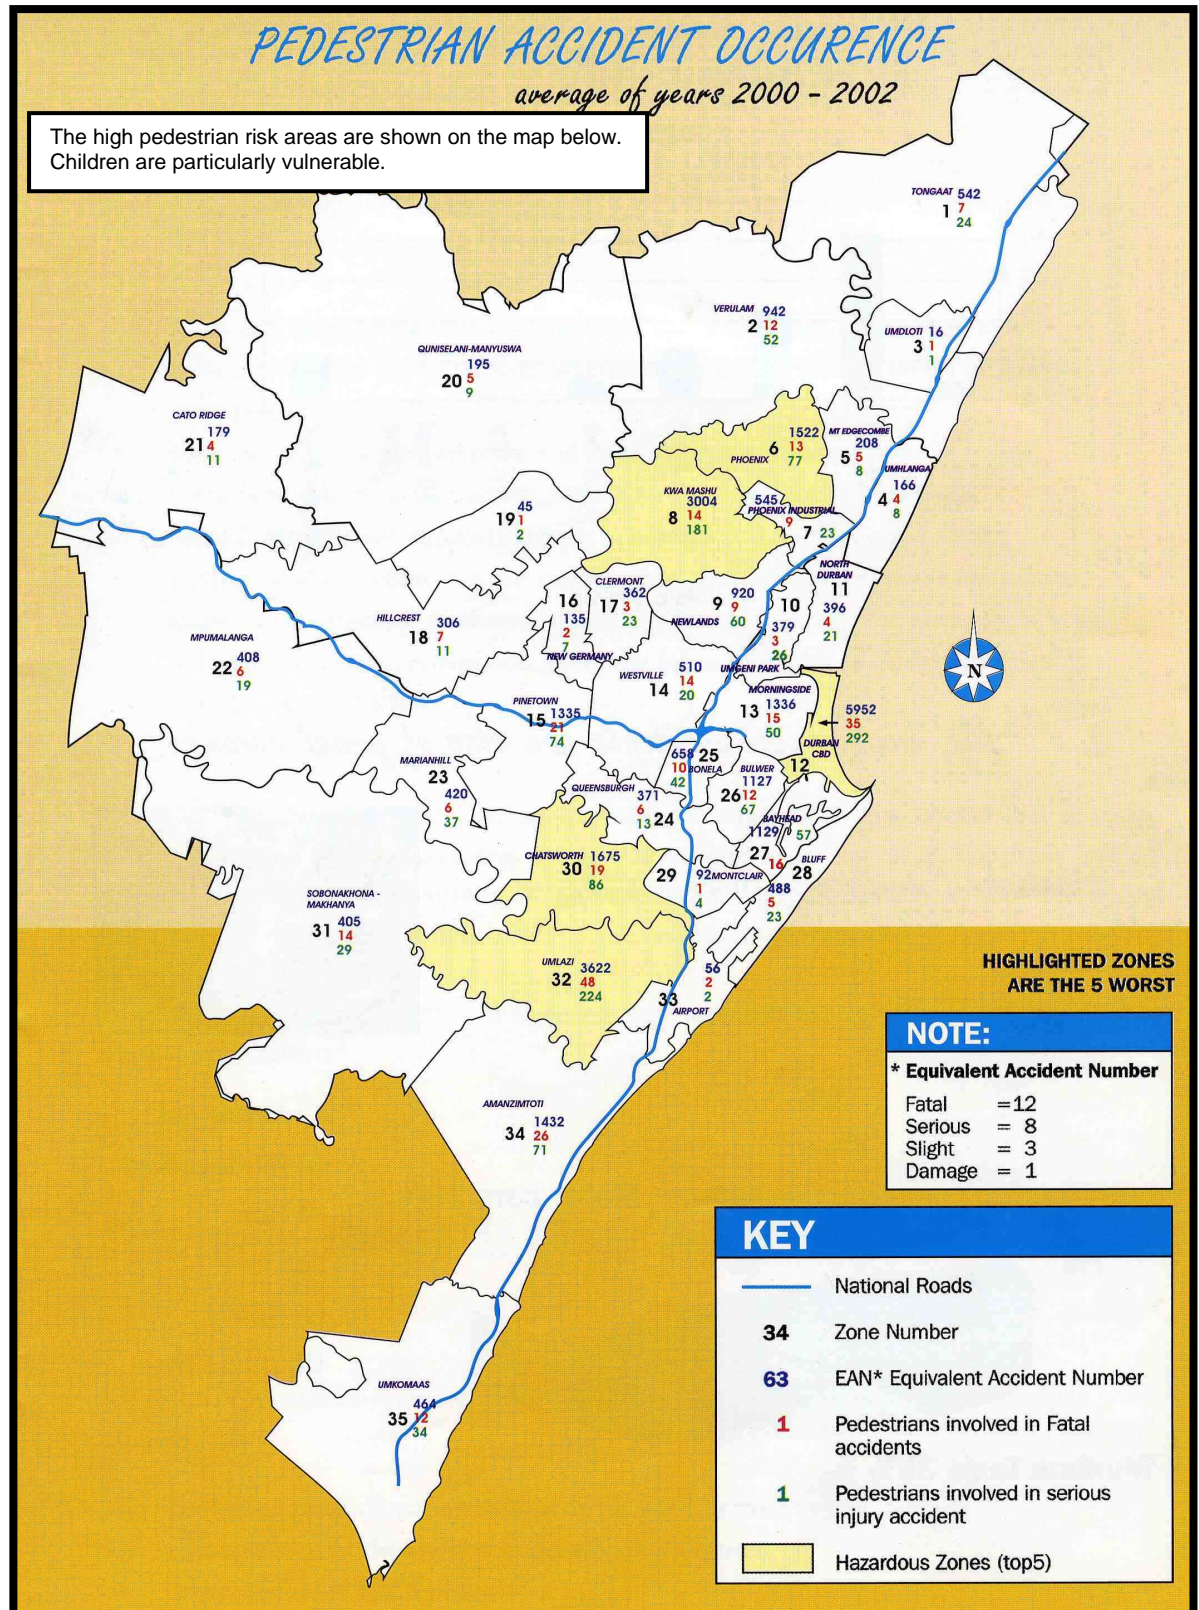 PEDESTRIAN ACCIDENT OCCURENCE
average of years 2000 - 2002
The high pedestrian risk areas are shown on the map below.
Children are particularly vulnerable.
TONGAAT 542
1 7
24
VERULAM 942
2 12
52
UMDLOTI 16
3 1
1
QUNISELANI-MANYUSWA
195
20 5
9
CATO RIDGE
179
21 4
11
1522
6 13
PHOENIX 77
MT EDGECOMBE
208
5 5
8
UMHLANGA
166
4 4
8
KWA MASHU
3004
8 14
181
545
PHOENIX INDUSTRIAL
9 7 23
45
19 1
2
NORTH
DURBAN
11
396
4
21
CLERMONT
362
17 3
23
16
135
2
7
NEW GERMANY
920
9 9
NEWLANDS 60
10
379
3
26
UMGENI PARK
HILLCREST 306
18 7
11
MPUMALANGA
408
22 6
19
WESTVILLE 510
14 14
20
MORNINGSIDE
13 1336
15
50
5952
35
292
DURBAN
CBD
12
PINETOWN
1335
15 21
74
658 25
10 BONELA
42
BULWER
1127
26 12
67
MARIANHILL
23
420
6
37
QUEENSBURGH 371
6
13 24
BAYHEAD
1129 57
27
16
BLUFF
28
488
5
23
CHATSWORTH 1675
30 19
86
29 92 MONTCLAIR
1
4
SOBONAKHONA -
MAKHANYA
405
31 14
29
UMLAZI 3622
32 48
224
56
2
33 2
AIRPORT
AMANZIMTOTI
1432
34 26
71
UMKOMAAS
464
35 12
34
N
HIGHLIGHTED ZONES
ARE THE 5 WORST
NOTE:
* Equivalent Accident Number
Fatal =12
Serious = 8
Slight = 3
Damage = 1
KEY
National Roads
34 Zone Number
63 EAN* Equivalent Accident Number
1 Pedestrians involved in Fatal
accidents
1 Pedestrians involved in serious
injury accident
Hazardous Zones (top5)